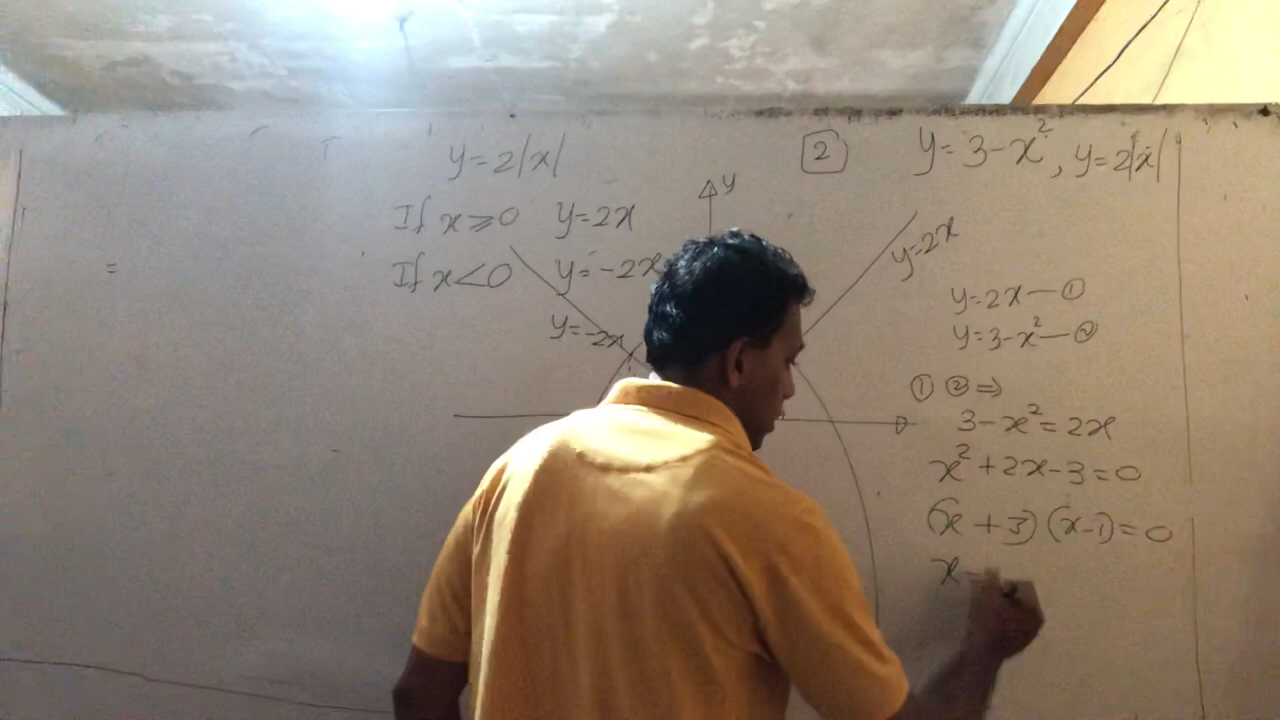 y=2|x|
If x≥0 y=2x
If x<0 y=-2x
2 y=3-x², y=2|x|
y
y=2x
y=-2x
y=2x—①
y=3-x²—②
① ②⇒
3-x²=2x
x²+2x-3=0
(x+3)(x-1)=0
x
=